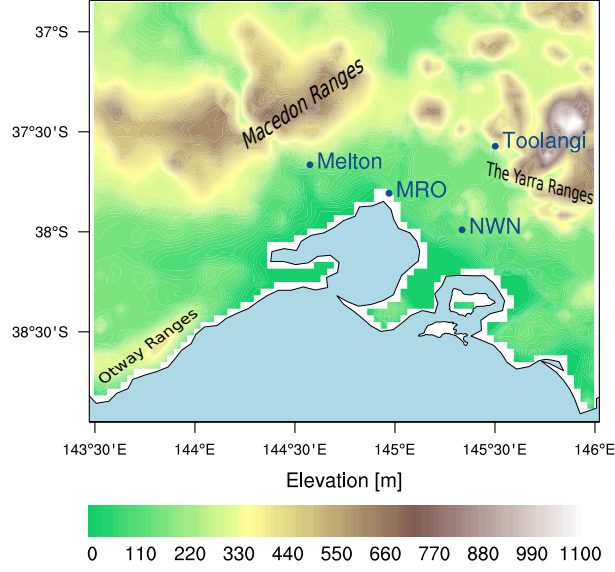 37°S
Macedon Ranges
37°30'S
Toolangi
Melton
The Yarra Ranges
MRO
38°S
NWN
38°30'S
Otway Ranges
143°30'E 144°E 144°30'E 145°E 145°30'E 146°E
Elevation [m]
0 110 220 330 440 550 660 770 880 990 1100